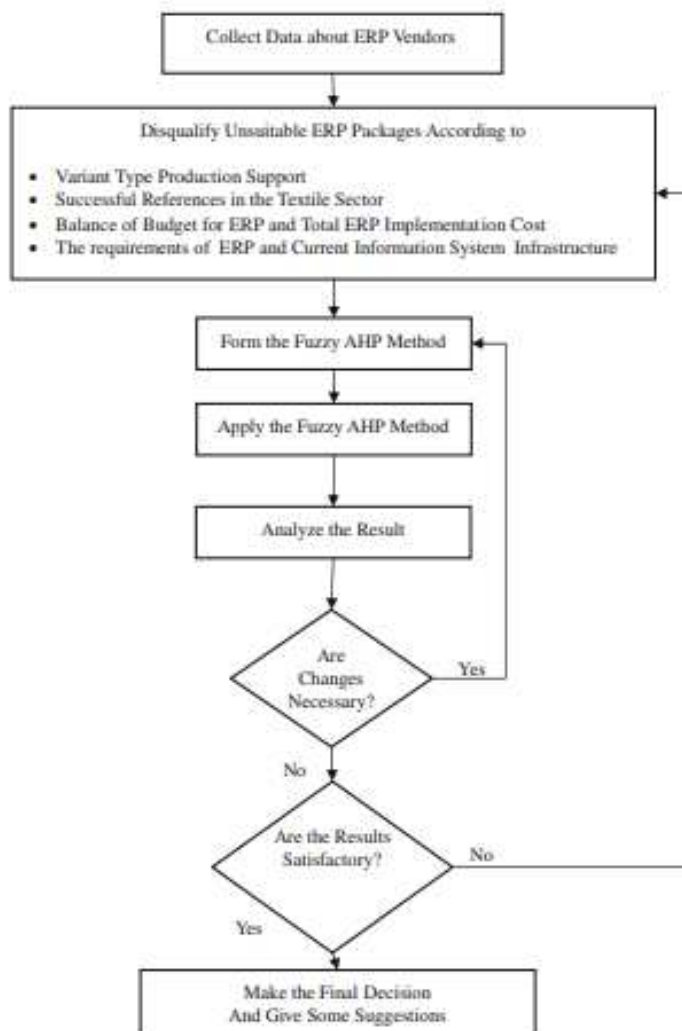 Collect Data about ERP Vendors
Disqualify Unsuitable ERP Packages According to
• Variant Type Production Support
• Successful References in the Textile Sector
• Balance of Budget for ERP and Total ERP Implementation Cost
• The requirements of ERP and Current Information System Infrastructure
Form the Fuzzy AHP Method
Apply the Fuzzy AHP Method
Analyze the Result
Are
Changes
Necessary?
Yes
No
Are the Results
Satisfactory?
No
Yes
Make the Final Decision
And Give Some Suggestions